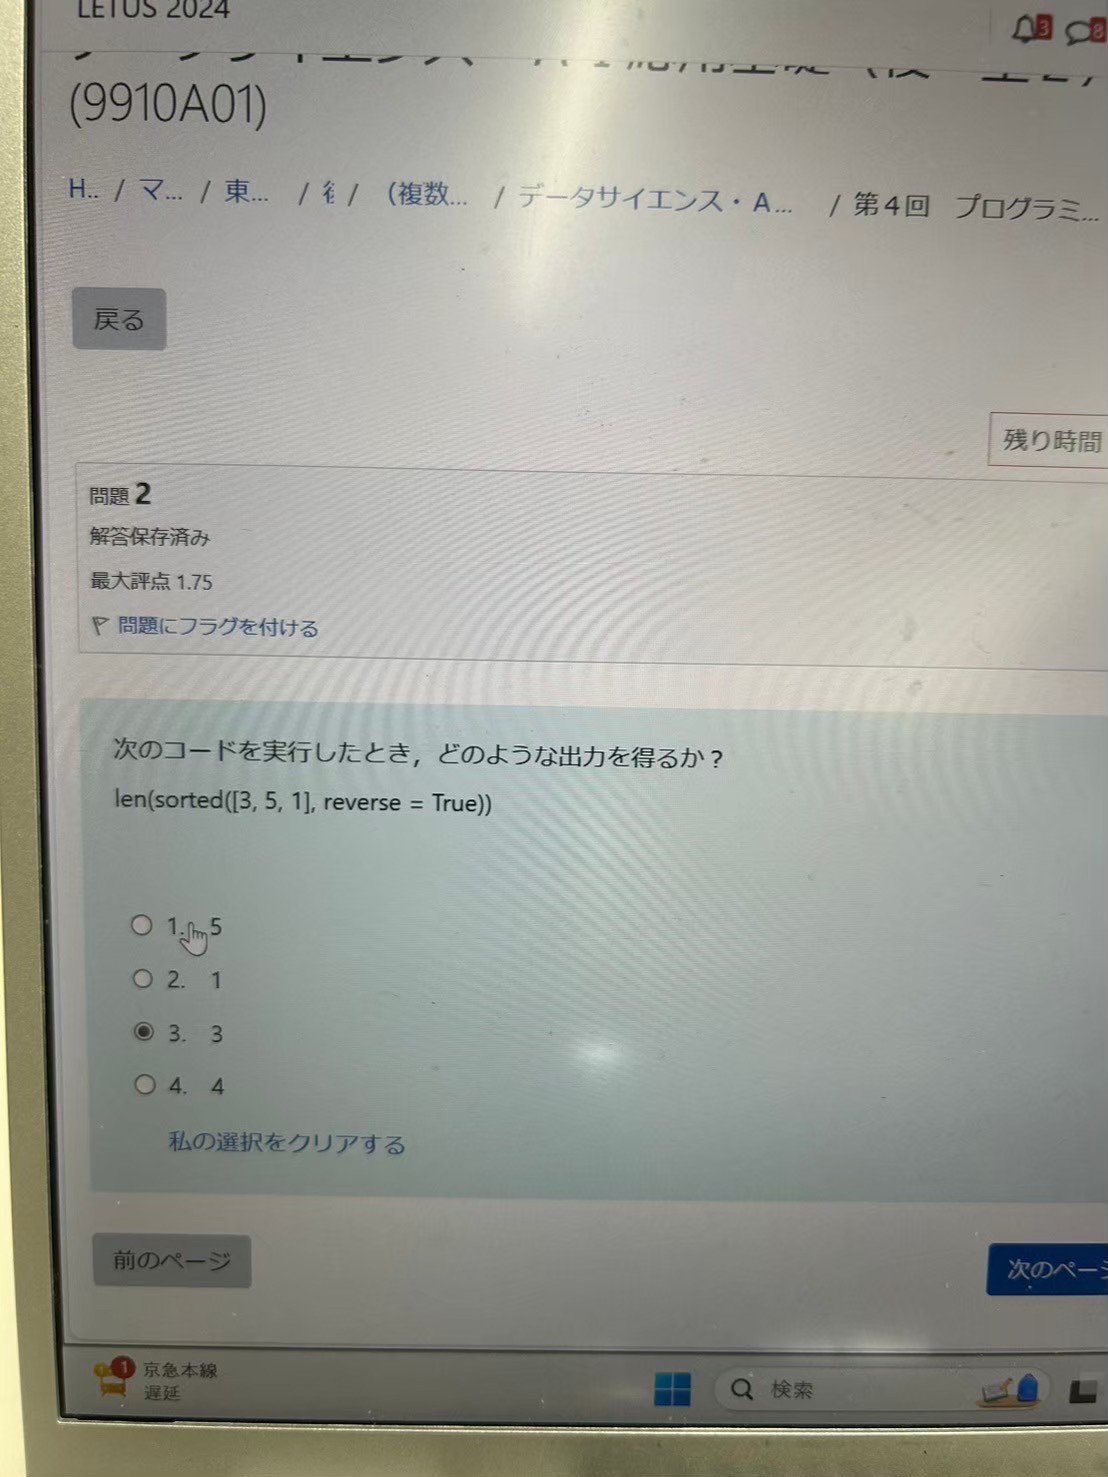 LETUS 2024
3
8
(9910A01)
H.. / マ... / 東... / / (複数... / データサイエンス・A... / 第4回 プログラミ...
戻る
残り時間
問題 2
解答保存済み
最大評点 1.75
問題にフラグを付ける
次のコードを実行したとき，どのような出力を得るか？
len(sorted([3, 5, 1], reverse = True))
1. 5
2. 1
3. 3
4. 4
私の選択をクリアする
前のページ
次のページ
1
京急本線
遅延
検索